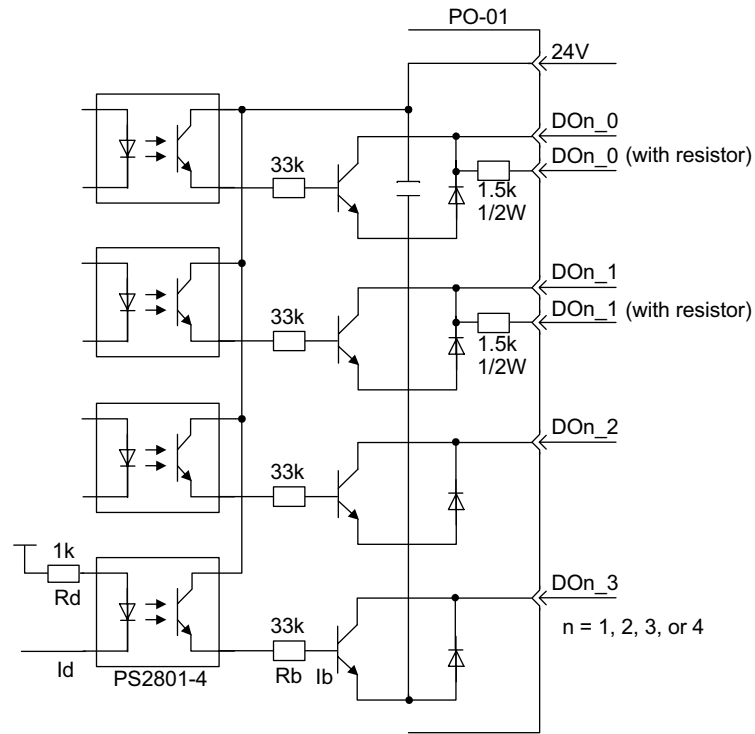 PO-01
24V
DOn_0
DOn_0 (with resistor)
33k
1.5k
1/2W
DOn_1
DOn_1 (with resistor)
33k
1.5k
1/2W
DOn_2
33k
1k
Rd
DOn_3
33k
n = 1, 2, 3, or 4
Id
PS2801-4
Rb
Ib